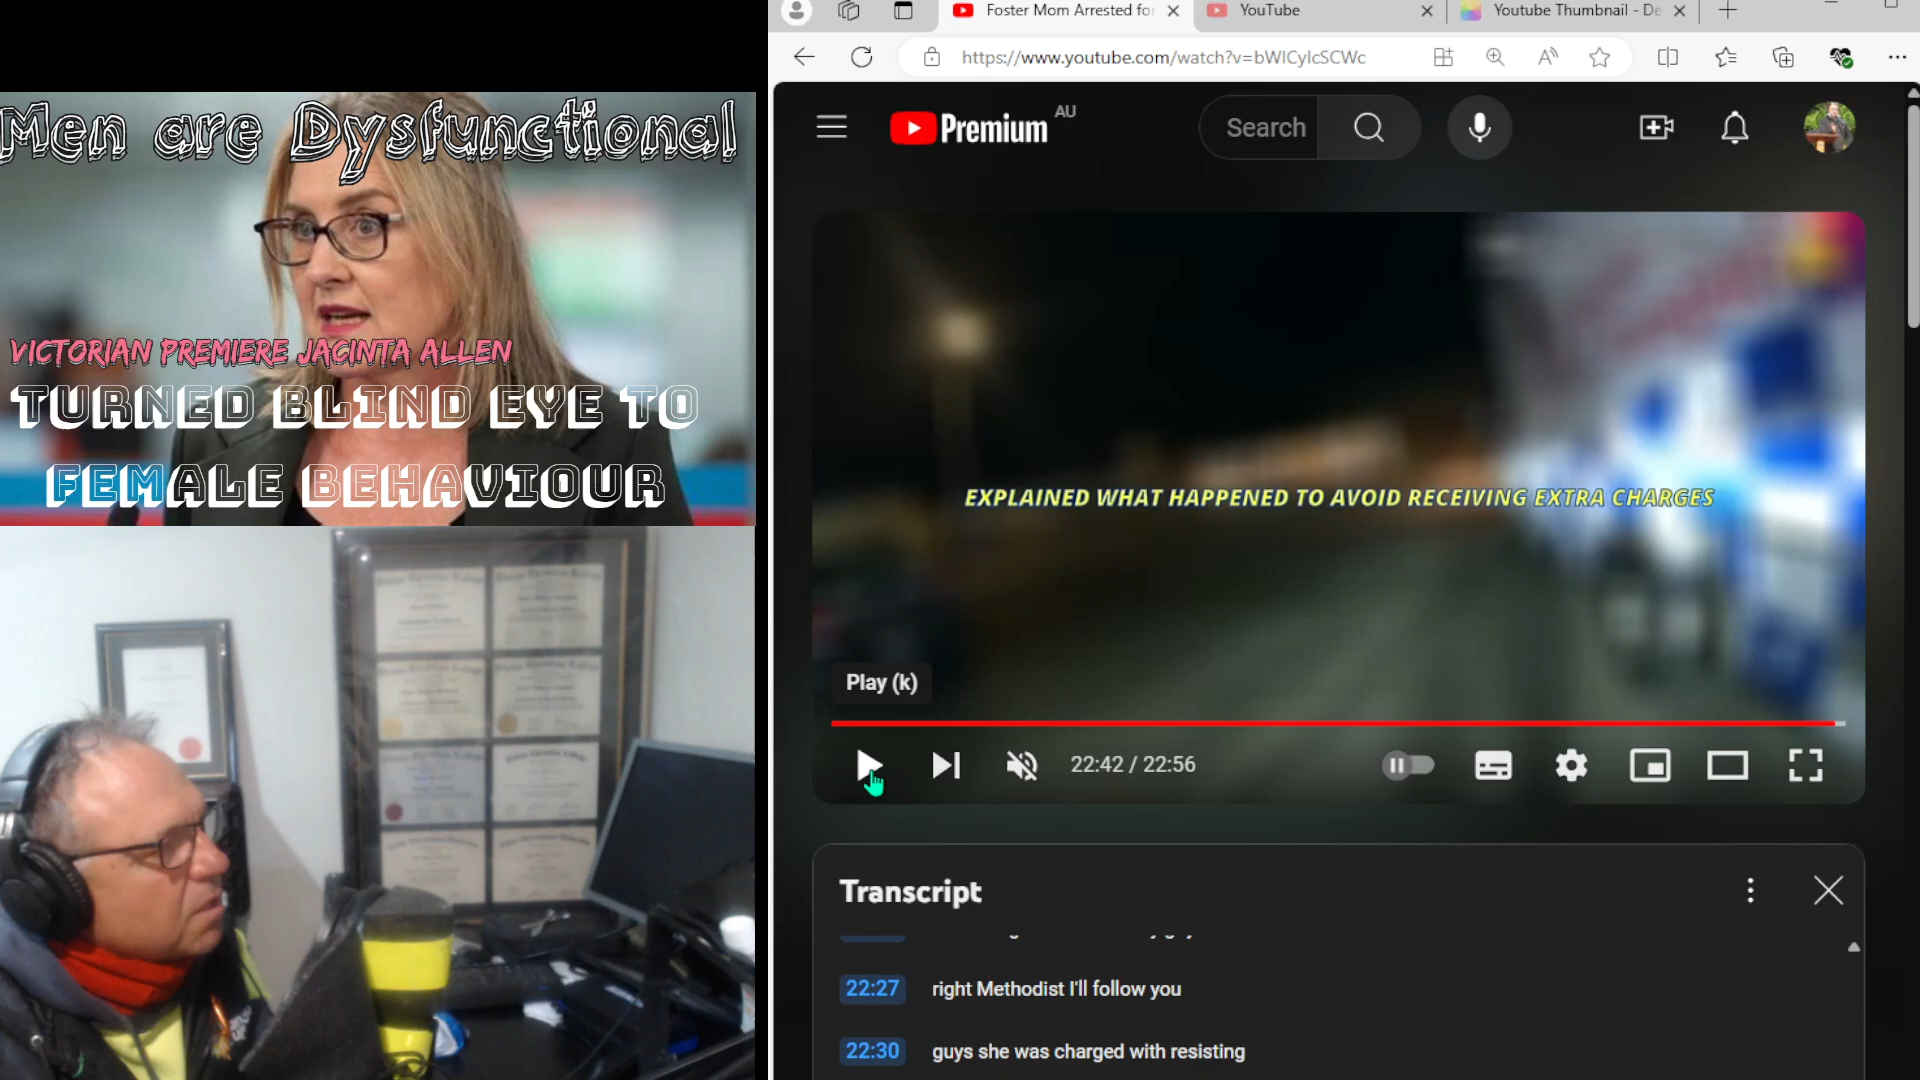 Men are Dysfunctional
VICTORIAN PREMIERE JACINTA ALLEN
TURNED BLIND EYE TO
FEMALE BEHAVIOUR
Foster Mom Arrested for
YouTube
Youtube Thumbnail - De
https://www.youtube.com/watch?v=bWICyIcSCWc
Premium AU
Search
EXPLAINED WHAT HAPPENED TO AVOID RECEIVING EXTRA CHARGES
Play (k)
22:42 / 22:56
Transcript
22:27 right Methodist I'll follow you
22:30 guys she was charged with resisting